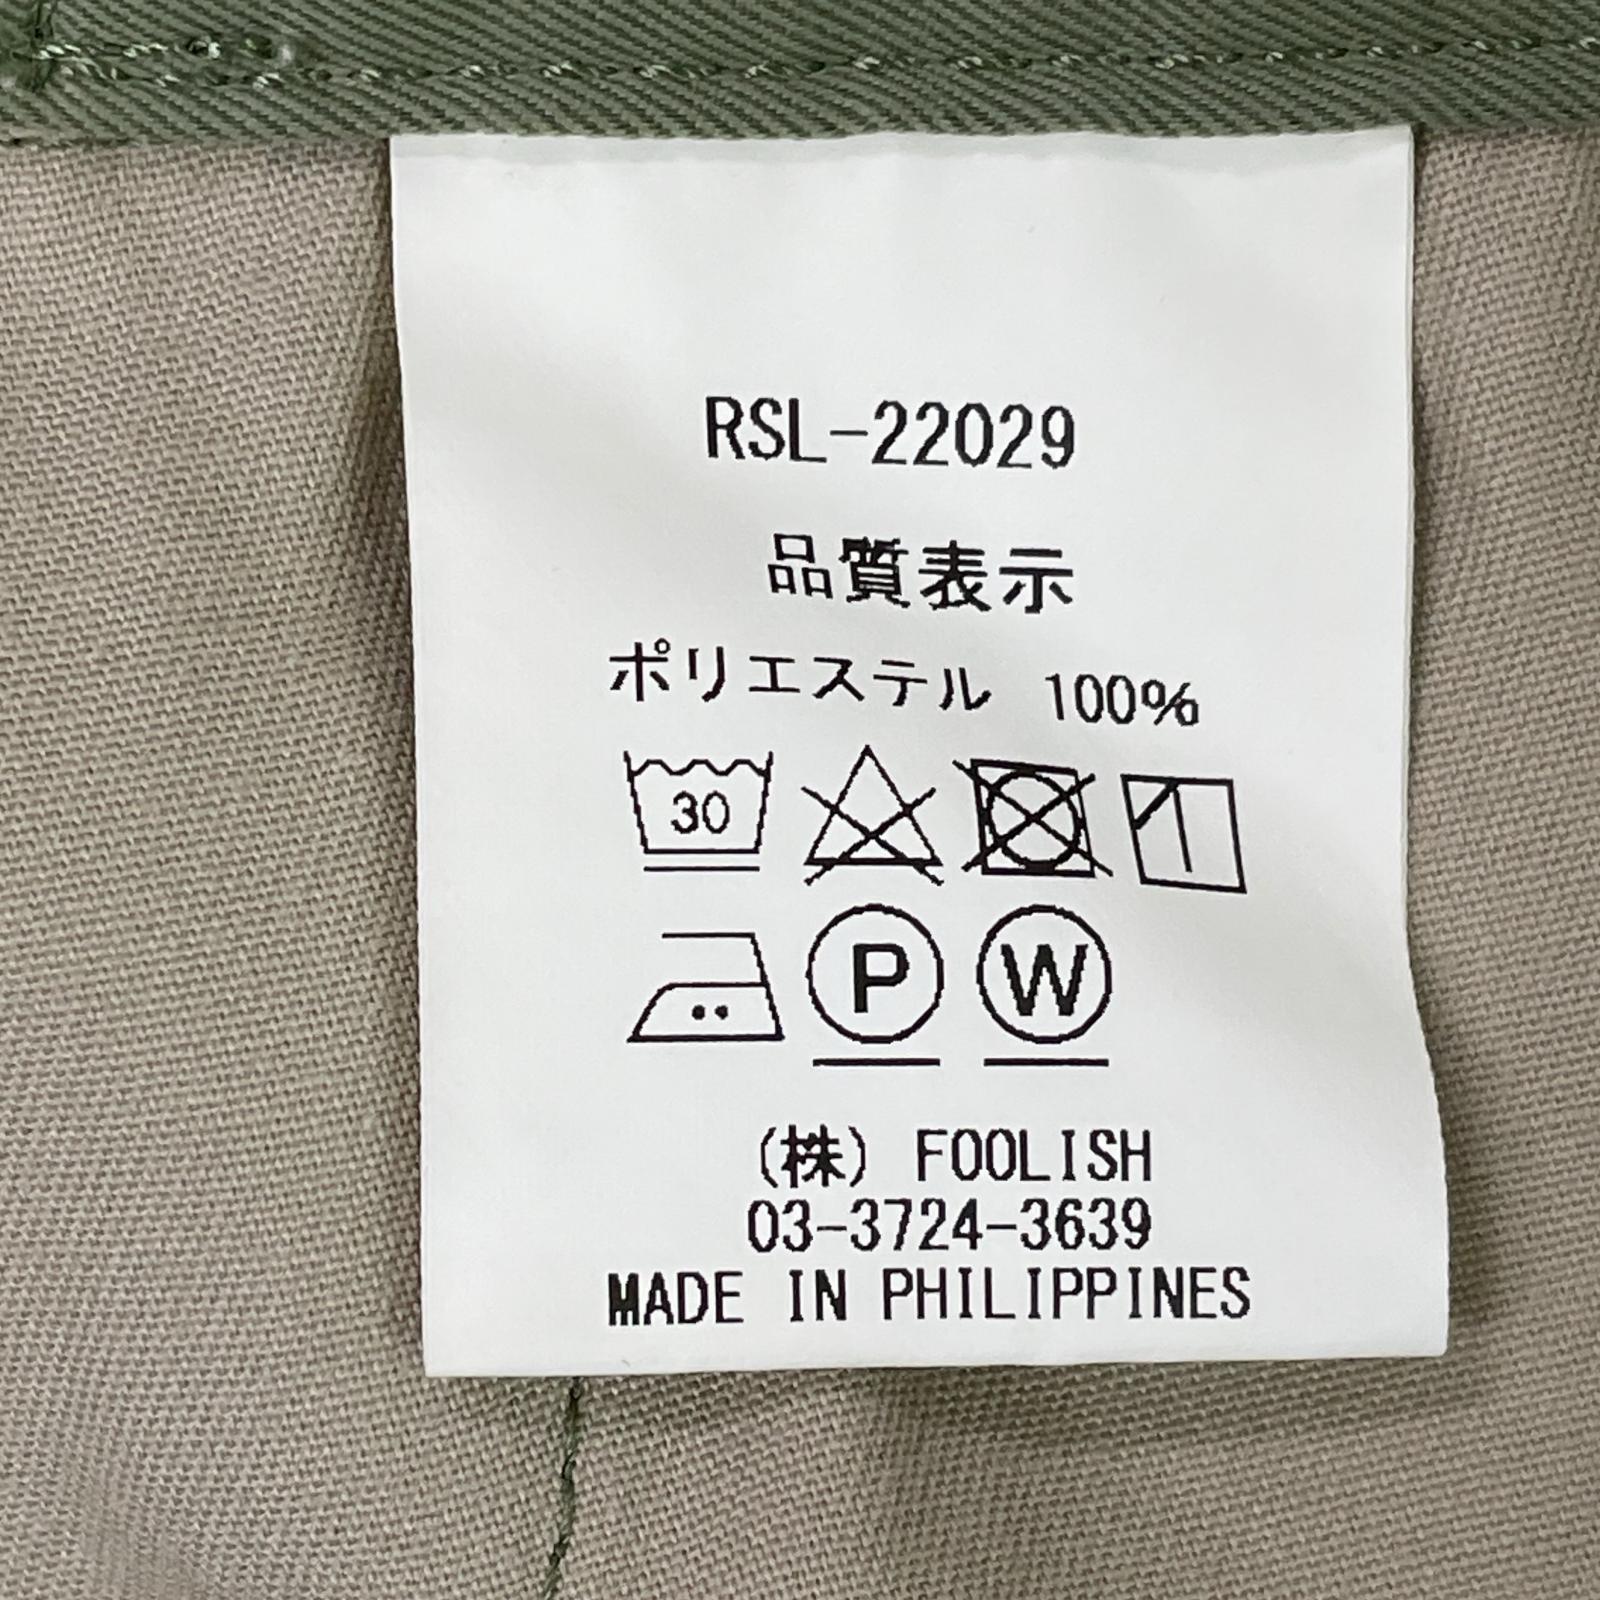 RSL-22029
品質表示
ポリエステル 100%
30
P W
(株) FOOLISH
03-3724-3639
MADE IN PHILIPPINES